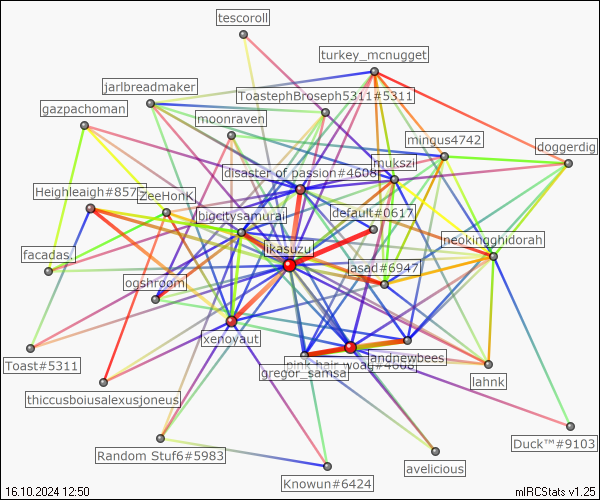 tescoroll
turkey_mcnugget
jarlbreadmaker
ToastephBroseph5311#5311
gazpachoman
moonraven
mingus4742
doggerdig
mukszi
disaster of passion#4608
Heighleaigh#857
ZeeHonK
bigcitysamurai
default#0617
neokingghidorah
ikasuzu
facadas.
asad#6947
ogshroom
xenoyaut
andnewbees
Toast#5311
pink hair woag#4608
gregor_samsa
lahnk
thiccusboiusalexusjoneus
Duck™#9103
Random Stuf6#5983
avelicious
Knowun#6424
16.10.2024 12:50
mIRCStats v1.25